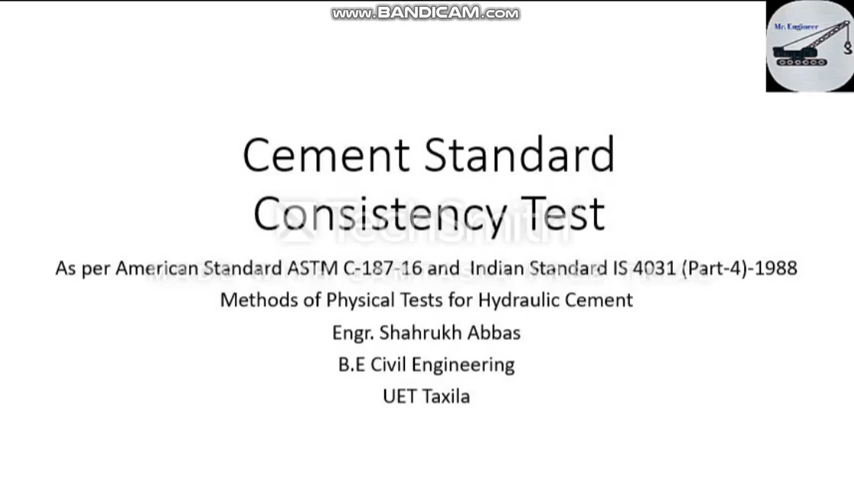 www.BANDICAM.com
Mr. Engineer
Cement Standard
Consistency Test
TechSmith
As per American Standard ASTM C-187-16 and Indian Standard IS 4031 (Part-4)-1988
Methods of Physical Tests for Hydraulic Cement
Engr. Shahrukh Abbas
B.E Civil Engineering
UET Taxila